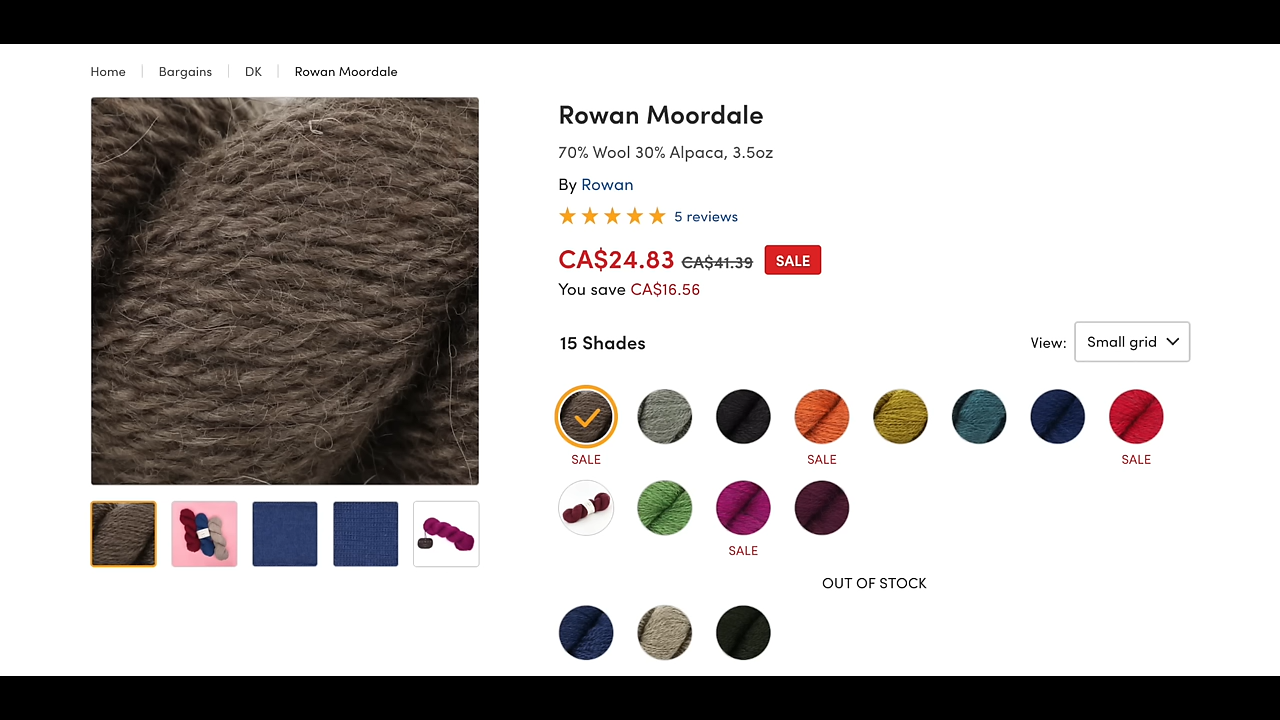 Home
Bargains
DK
Rowan Moordale
Rowan Moordale
70% Wool 30% Alpaca, 3.5oz
By Rowan
5 reviews
CA$24.83 CA$41.39 SALE
You save CA$16.56
15 Shades
View: Small grid
SALE
SALE
SALE
SALE
OUT OF STOCK